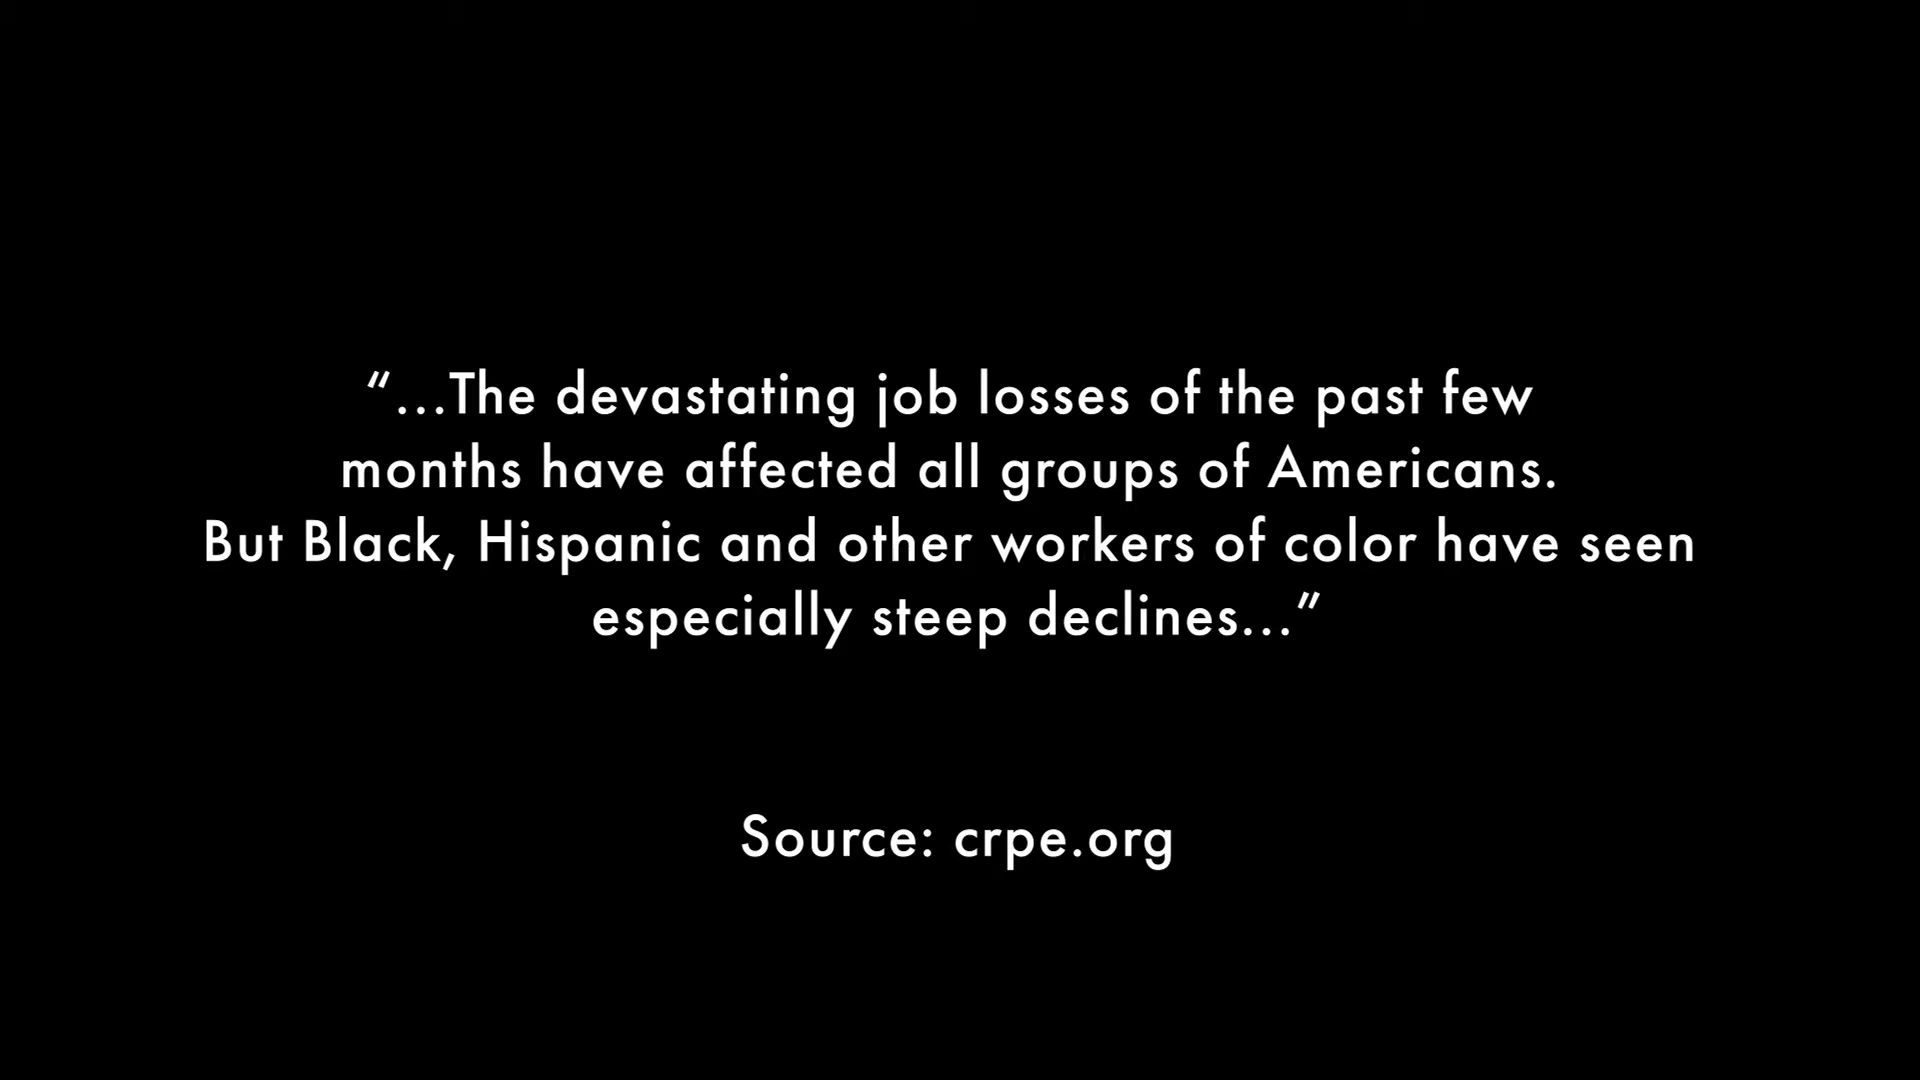 “...The devastating job losses of the past few
months have affected all groups of Americans.
But Black, Hispanic and other workers of color have seen
especially steep declines...”
Source: crpe.org